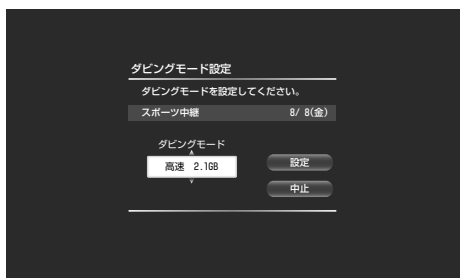 ダビングモード設定
ダビングモードを設定してください。
スポーツ中継 8/ 8(金)
ダビングモード
高速 2.1GB
設定
中止